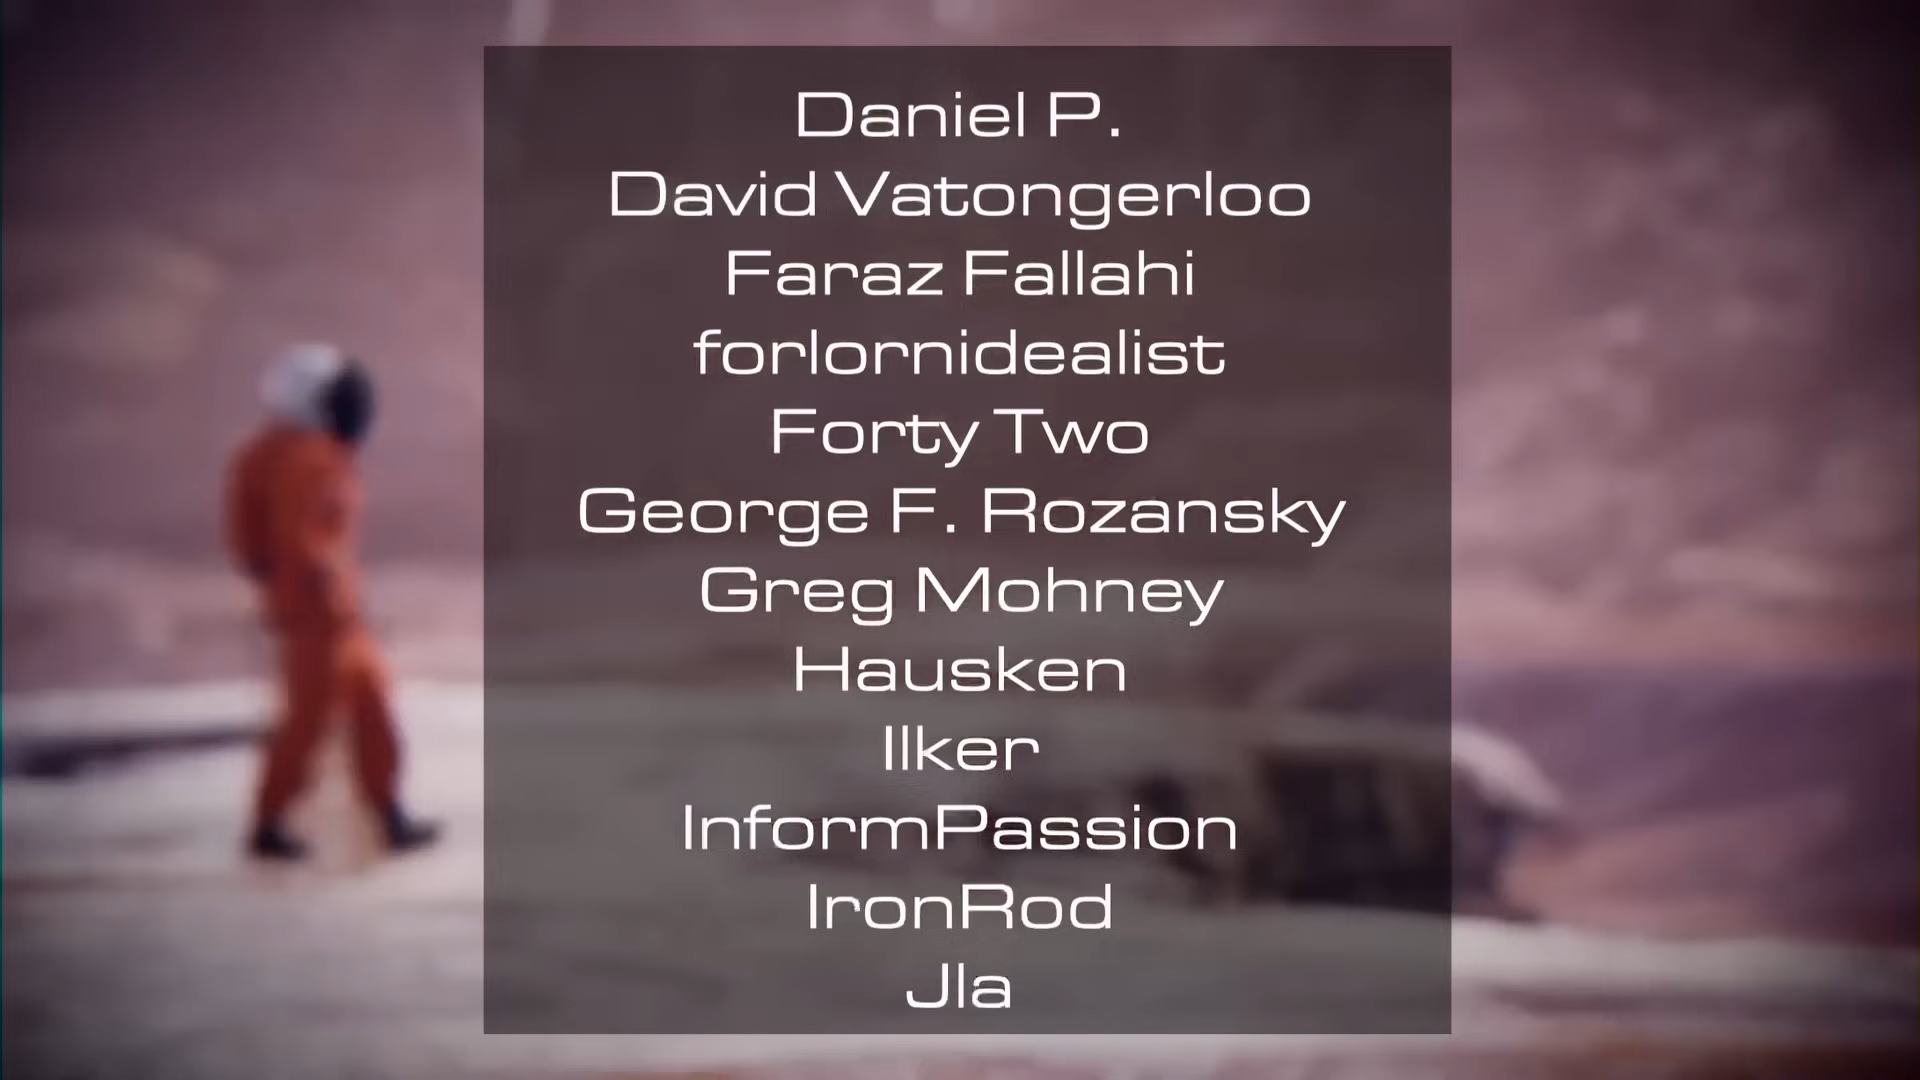 Daniel P.
David Vatongerloo
Faraz Fallahi
forlornidealist
Forty Two
George F. Rozansky
Greg Mohney
Hausken
Ilker
InformPassion
IronRod
Jla